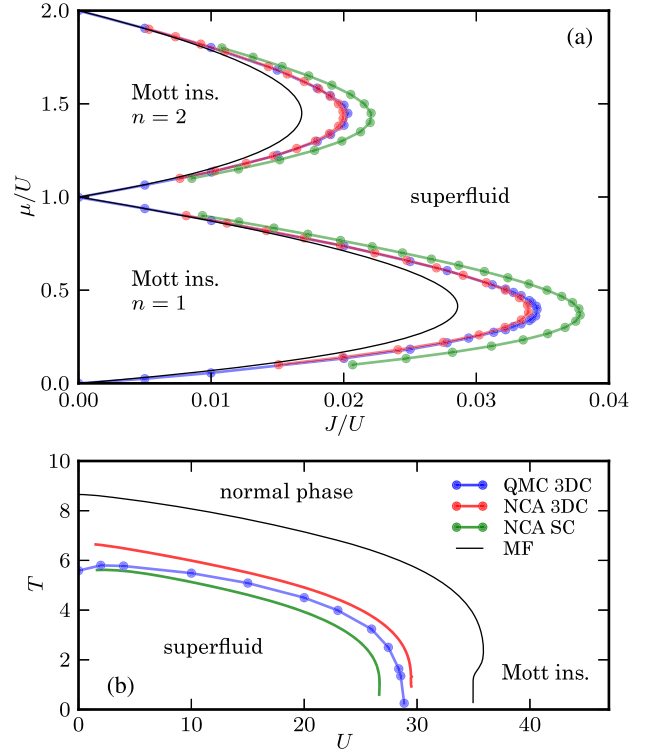 2.0
(a)
Mott ins.
n = 2
1.5
μ/U
1.0
superfluid
Mott ins.
n = 1
0.5
0.0
0.00 0.01 0.02 0.03 0.04
J/U
10
normal phase
QMC 3DC
NCA 3DC
NCA SC
MF
8
6
T
4
superfluid
2
(b)
Mott ins.
0
0 10 20 30 40
U